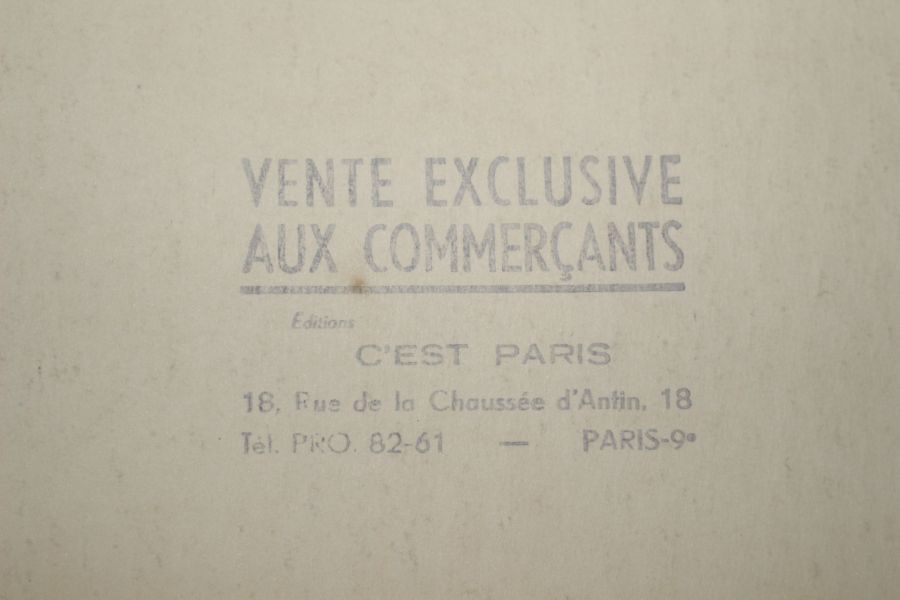 VENTE EXCLUSIVE
AUX COMMERÇANTS
Editions
C'EST PARIS
18, Rue de la Chaussée d'Antin, 18
Tél. PRO. 82-61 — PARIS-9e